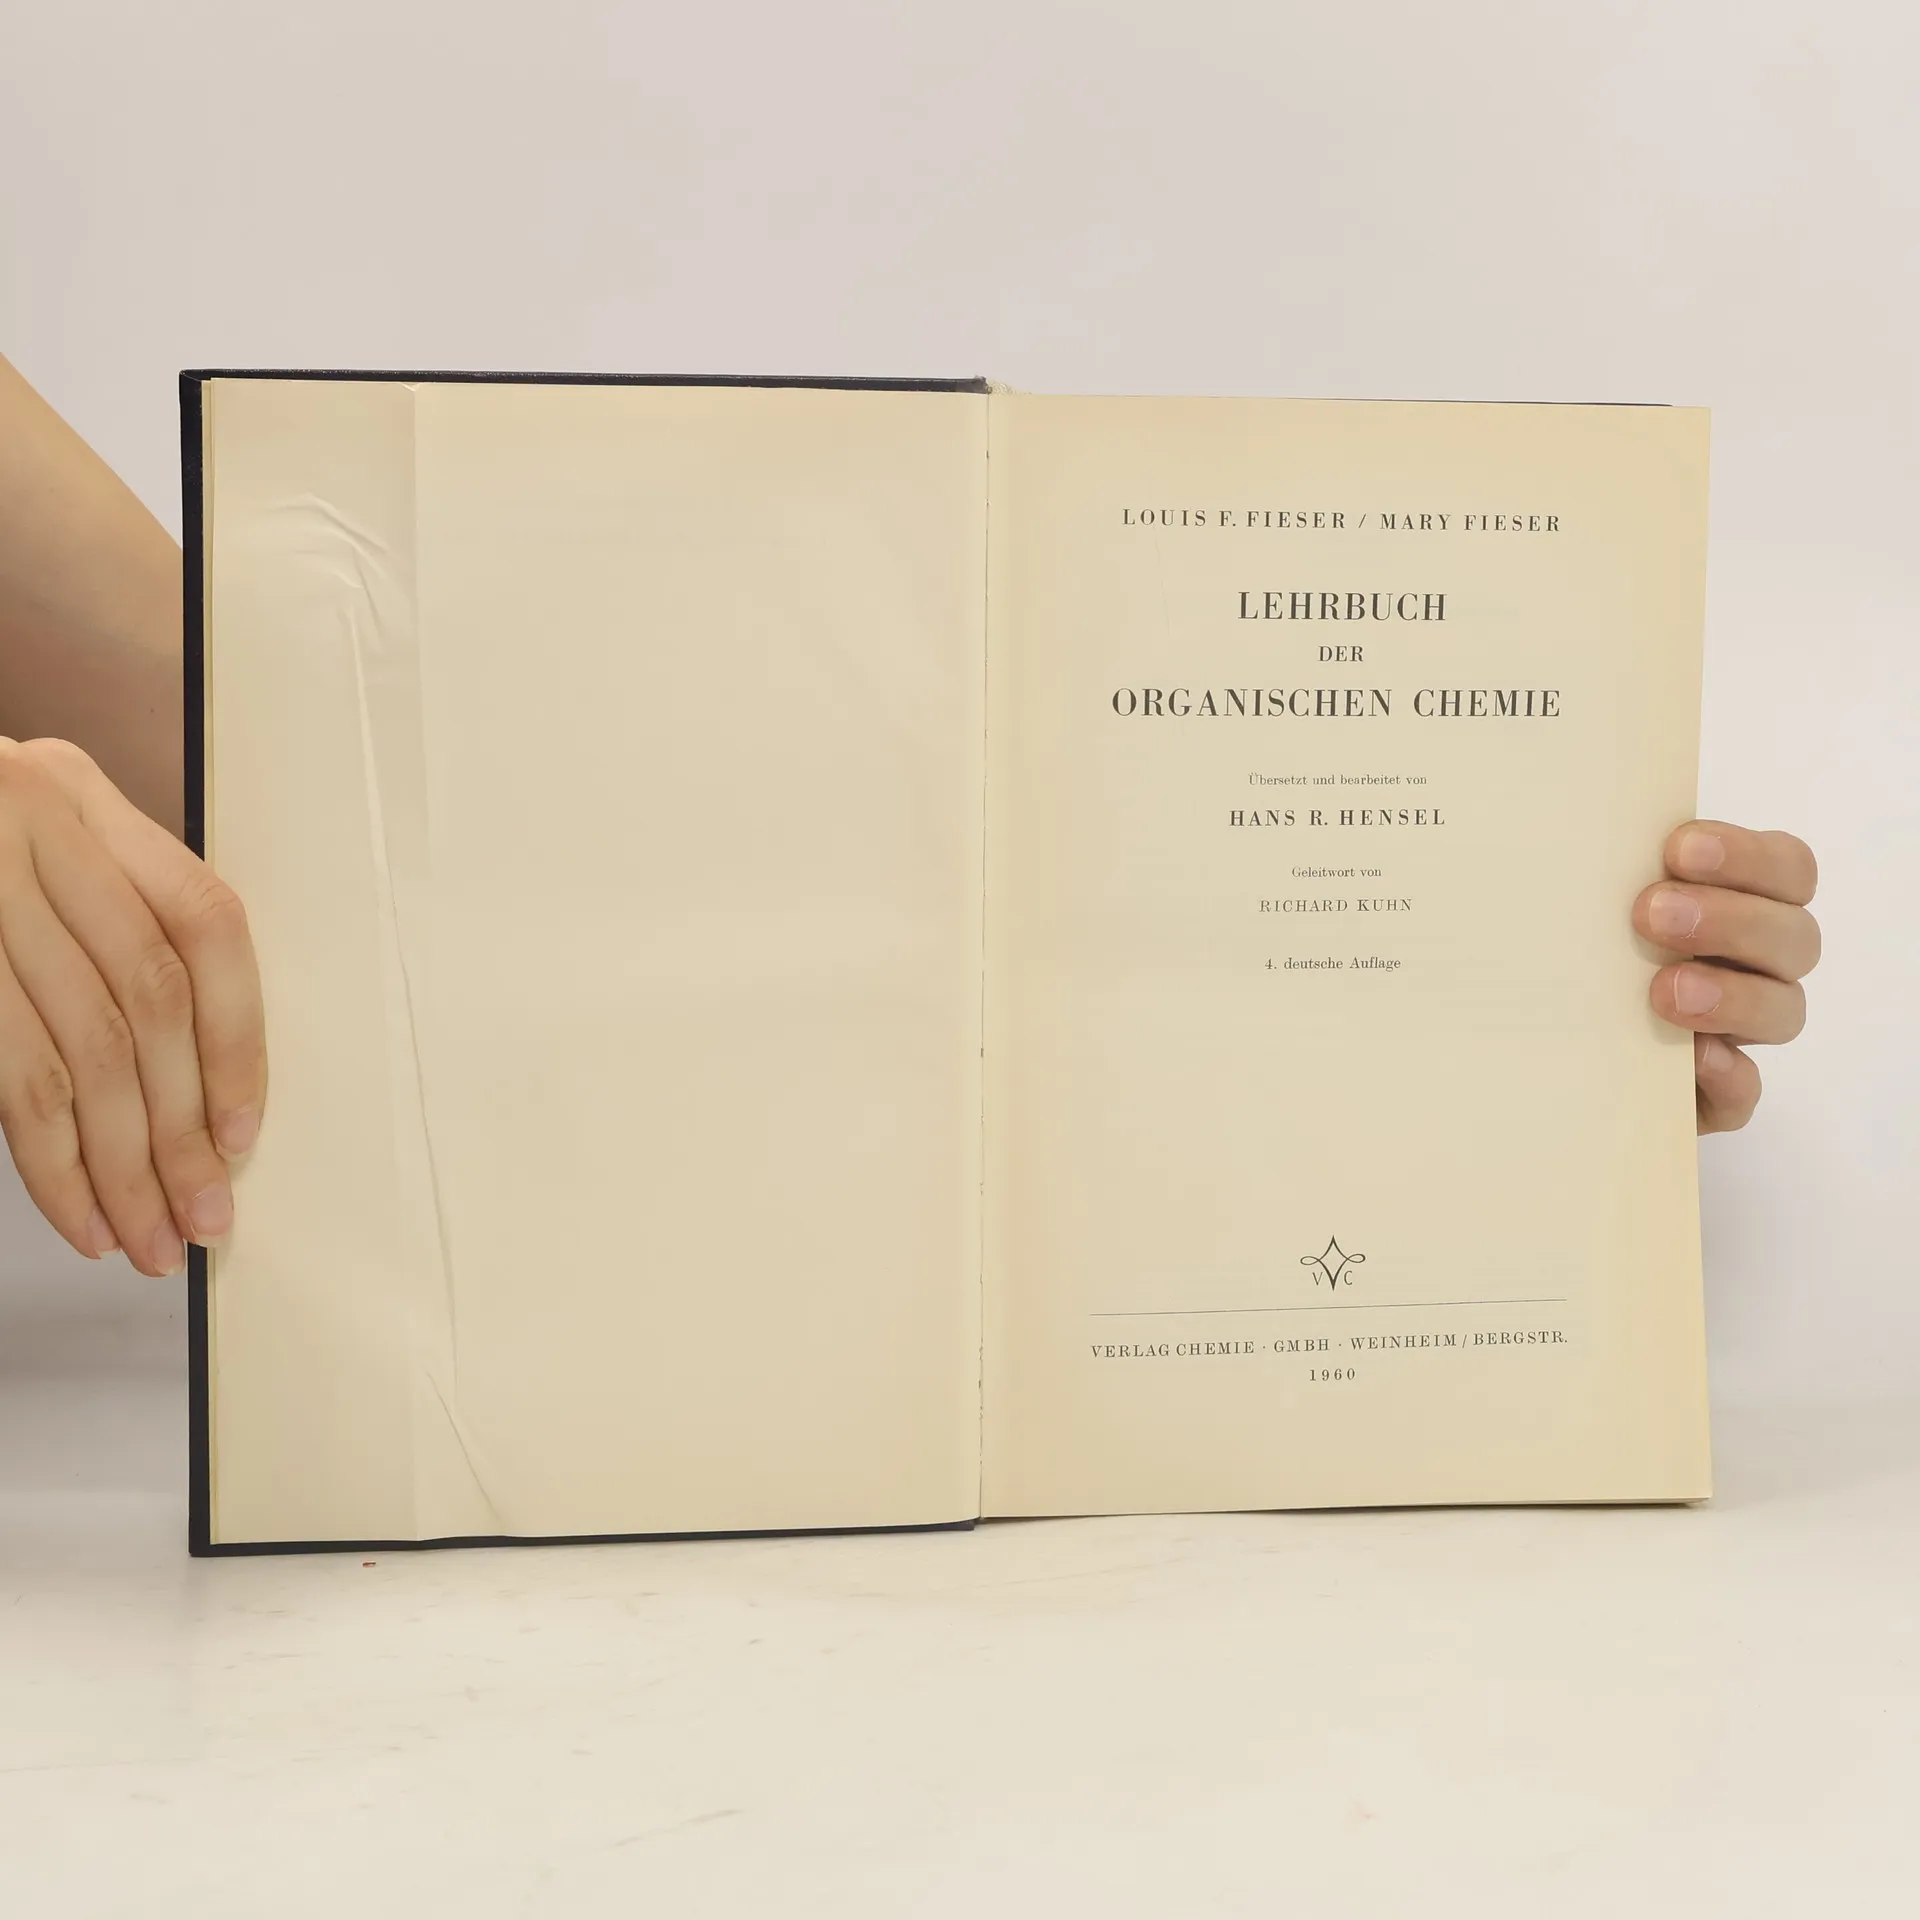 LOUIS F. FIESER / MARY FIESER
LEHRBUCH
DER
ORGANISCHEN CHEMIE
Übersetzt und bearbeitet von
HANS R. HENSEL
Geleitwort von
RICHARD KUHN
4. deutsche Auflage
V C
VERLAG CHEMIE · GMBH · WEINHEIM / BERGSTR.
1960